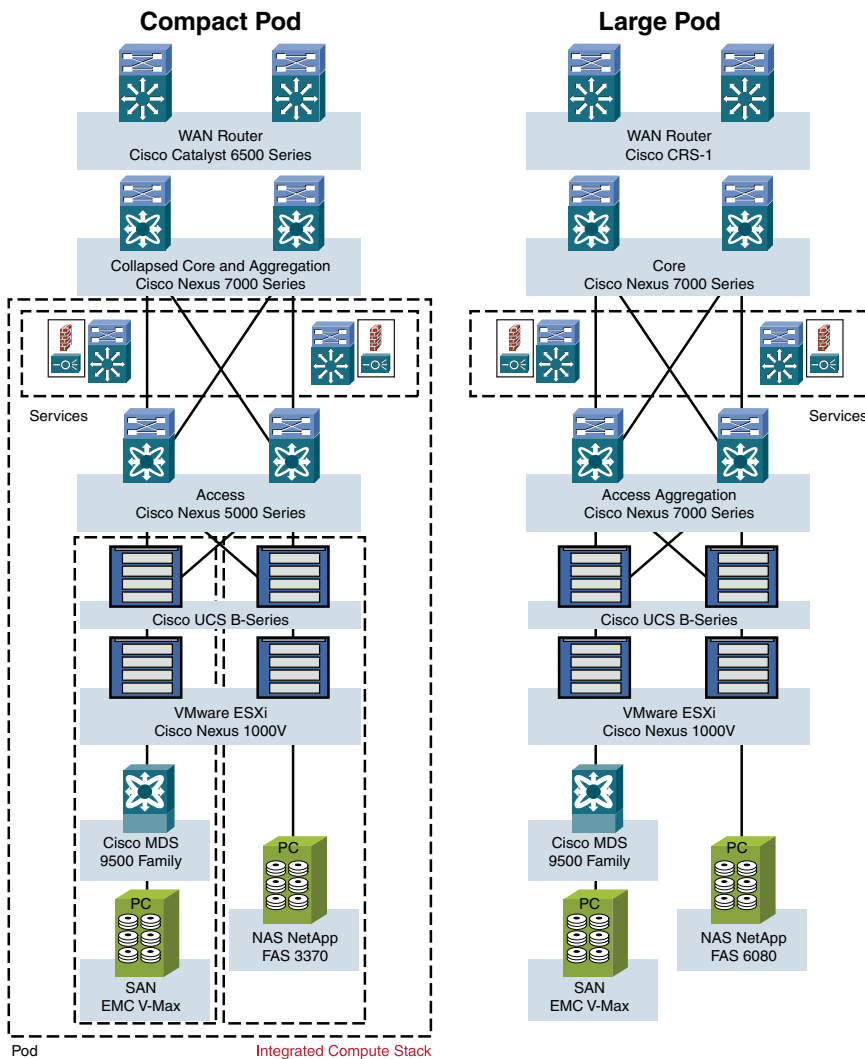 Compact Pod
WAN Router
Cisco Catalyst 6500 Series
Collapsed Core and Aggregation
Cisco Nexus 7000 Series
Services
Access
Cisco Nexus 5000 Series
Cisco UCS B-Series
VMware ESXi
Cisco Nexus 1000V
Cisco MDS
9500 Family
PC
SAN
EMC V-Max
PC
NAS NetApp
FAS 3370
Pod
Integrated Compute Stack
Large Pod
WAN Router
Cisco CRS-1
Core
Cisco Nexus 7000 Series
Services
Access Aggregation
Cisco Nexus 7000 Series
Cisco UCS B-Series
VMware ESXi
Cisco Nexus 1000V
Cisco MDS
9500 Family
PC
SAN
EMC V-Max
PC
NAS NetApp
FAS 6080